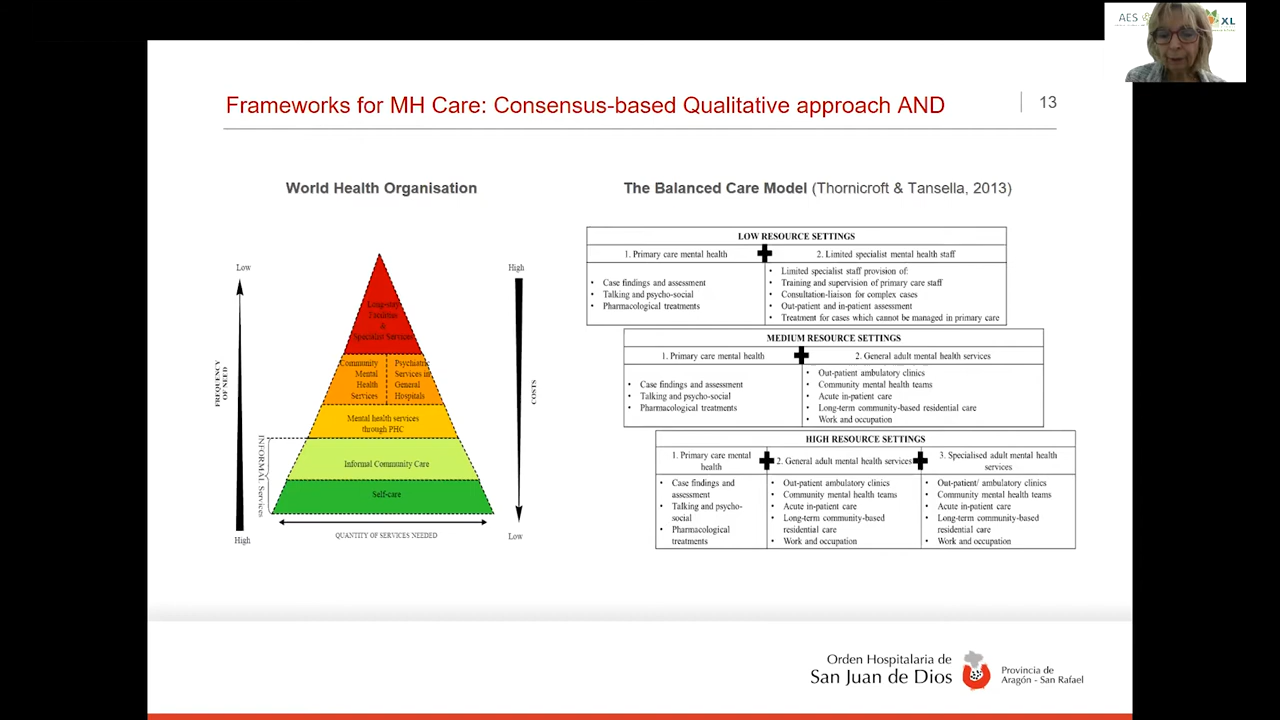 AES
XL
Frameworks for MH Care: Consensus-based Qualitative approach AND
13
World Health Organisation
Low
High
FREQUENCY
OF NEED
COSTS
Long-stay
Facilities
&
Specialist Services
Community
Mental
Health
Services
Psychiatric
Services in
General
Hospitals
Mental health services
through PHC
INFORMAL Services
Informal Community Care
Self-care
QUANTITY OF SERVICES NEEDED
High
Low
The Balanced Care Model (Thornicroft & Tansella, 2013)
LOW RESOURCE SETTINGS
1. Primary care mental health
2. Limited specialist mental health staff
• Case findings and assessment
• Talking and psycho-social
• Pharmacological treatments
• Limited specialist staff provision of:
• Training and supervision of primary care staff
• Consultation-liaison for complex cases
• Out-patient and in-patient assessment
• Treatment for cases which cannot be managed in primary care
MEDIUM RESOURCE SETTINGS
1. Primary care mental health
2. General adult mental health services
• Case findings and assessment
• Talking and psycho-social
• Pharmacological treatments
• Out-patient ambulatory clinics
• Community mental health teams
• Acute in-patient care
• Long-term community-based residential care
• Work and occupation
HIGH RESOURCE SETTINGS
1. Primary care mental
health
2. General adult mental health services
3. Specialised adult mental health
services
• Case findings and
assessment
• Talking and psycho-
social
• Pharmacological
treatments
• Out-patient ambulatory clinics
• Community mental health teams
• Acute in-patient care
• Long-term community-based
residential care
• Work and occupation
• Out-patient/ ambulatory clinics
• Community mental health teams
• Acute in-patient care
• Long-term community-based
residential care
• Work and occupation
Orden Hospitalaria de
San Juan de Dios
Provincia de
Aragón - San Rafael